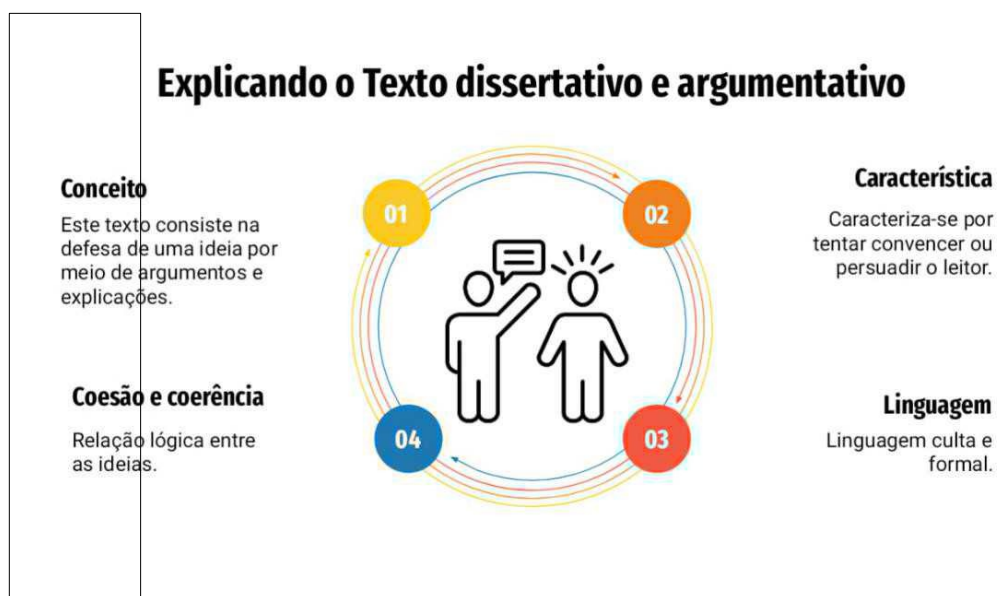 Explicando o Texto dissertativo e argumentativo
01
Conceito
Este texto consiste na
defesa de uma ideia por
meio de argumentos e
explicações.
02
Característica
Caracteriza-se por
tentar convencer ou
persuadir o leitor.
03
Linguagem
Linguagem culta e
formal.
04
Coesão e coerência
Relação lógica entre
as ideias.